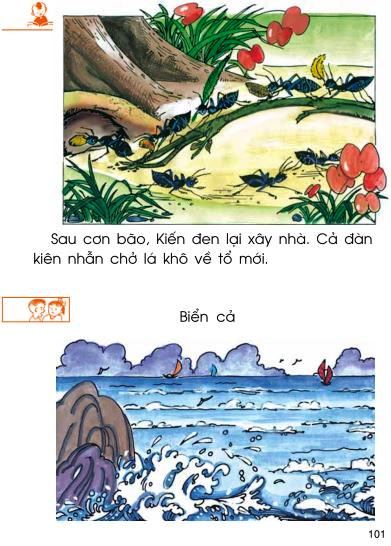 Sau cơn bão, Kiến đen lại xây nhà. Cả đàn
kiên nhẫn chở lá khô về tổ mới.
Biển cả
101